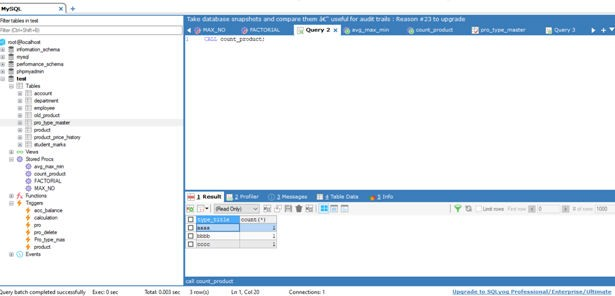 MySQL
Take database snapshots and compare them â€" useful for audit trails : Reason #23 to upgrade
Filter tables in test
Filter (Ctrl+Shift+B)
MAX_NO
FACTORIAL
Query 2
avg_max_min
count_product
pro_type_master
Query 3
1
CALL count_product;
root@localhost
information_schema
mysql
performance_schema
phpmyadmin
test
Tables
account
department
employee
old_product
pro_type_master
product
product_price_history
student_marks
Views
Stored Procs
avg_max_min
count_product
FACTORIAL
MAX_NO
Functions
Triggers
acc_balance
calculation
pro
pro_delete
Pro_type_mas
product
Events
1 Result
2 Profiler
3 Messages
4 Table Data
5 Info
(Read Only)
Limit rows
First row
0
# of rows
1000
type_title count(*)
aaaa 1
bbbb 1
cccc 1
call count_product
Query batch completed successfully
Exec: 0 sec
Total: 0.003 sec
3 row(s)
Ln 1, Col 20
Connections: 1
Upgrade to SQLyog Professional/Enterprise/Ultimate